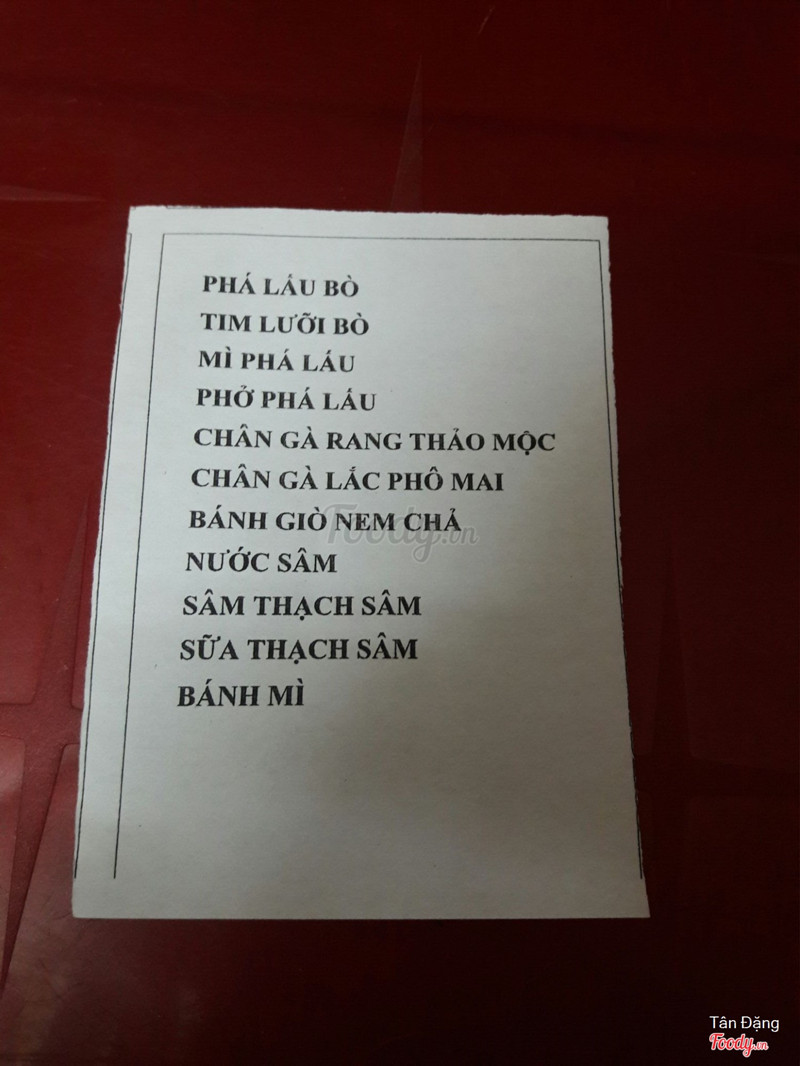 PHÁ LẤU BÒ
TIM LƯỠI BÒ
MÌ PHÁ LẤU
PHỞ PHÁ LẤU
CHÂN GÀ RANG THẢO MỘC
CHÂN GÀ LẮC PHÔ MAI
BÁNH GIÒ NEM CHẢ
Foody.vn
NƯỚC SÂM
SÂM THẠCH SÂM
SỮA THẠCH SÂM
BÁNH MÌ
Tân Đặng
Foody.vn